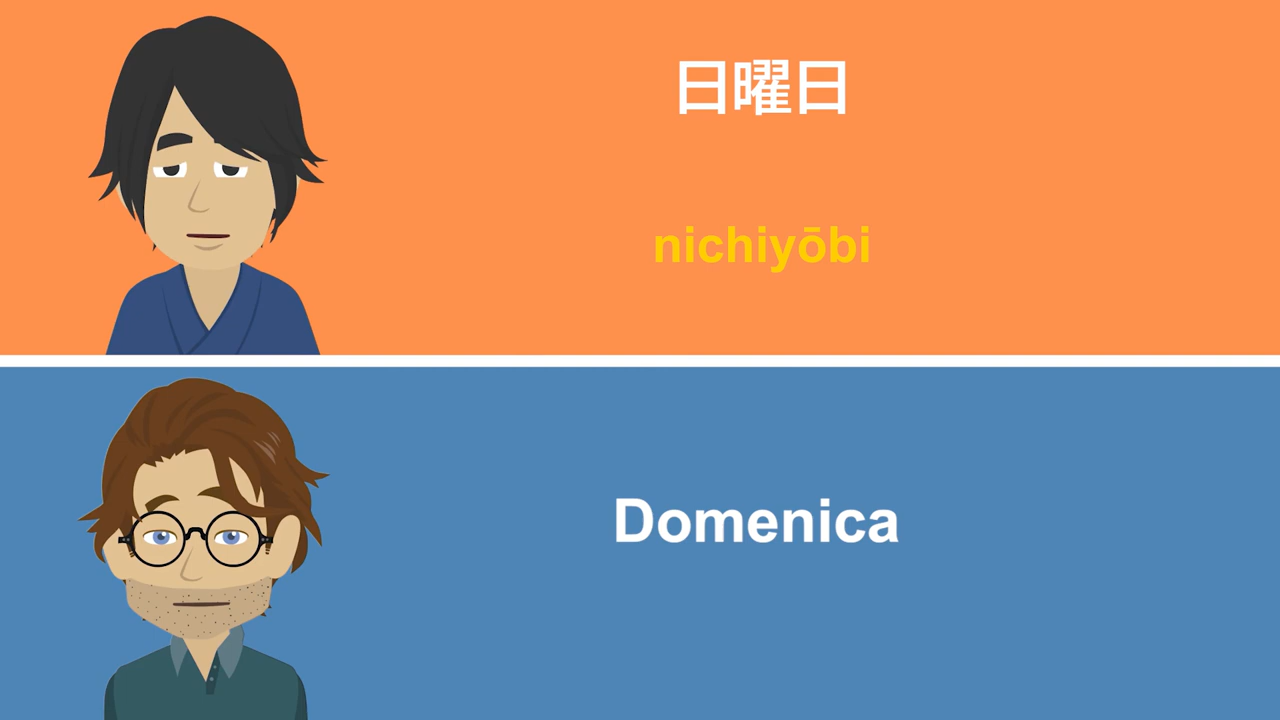 日曜日
nichiyōbi
Domenica